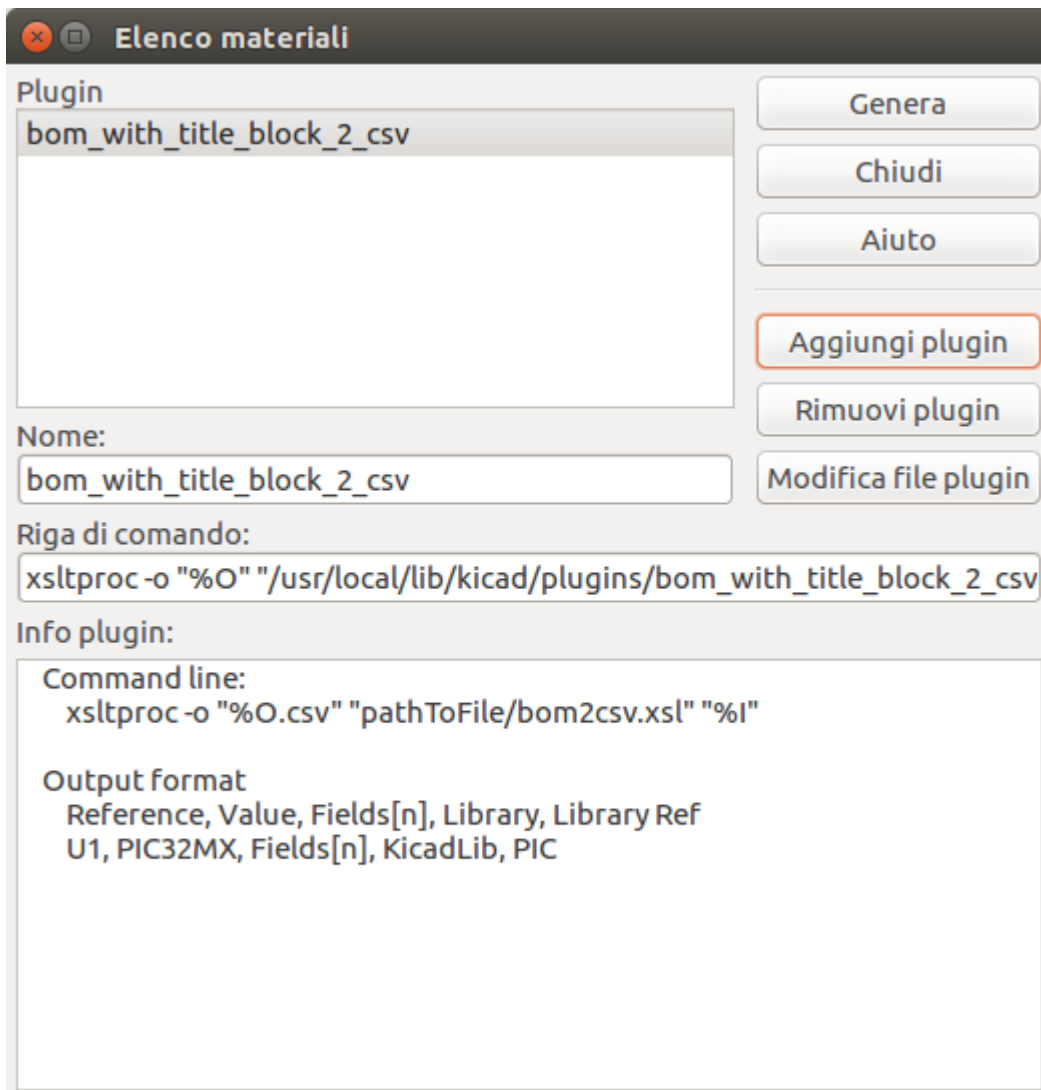 Elenco materiali
Plugin
bom_with_title_block_2_csv
Genera
Chiudi
Aiuto
Aggiungi plugin
Rimuovi plugin
Modifica file plugin
Nome:
bom_with_title_block_2_csv
Riga di comando:
xsltproc -o "%O" "/usr/local/lib/kicad/plugins/bom_with_title_block_2_csv
Info plugin:
Command line:
xsltproc -o "%O.csv" "pathToFile/bom2csv.xsl" "%I"
Output format
Reference, Value, Fields[n], Library, Library Ref
U1, PIC32MX, Fields[n], KicadLib, PIC